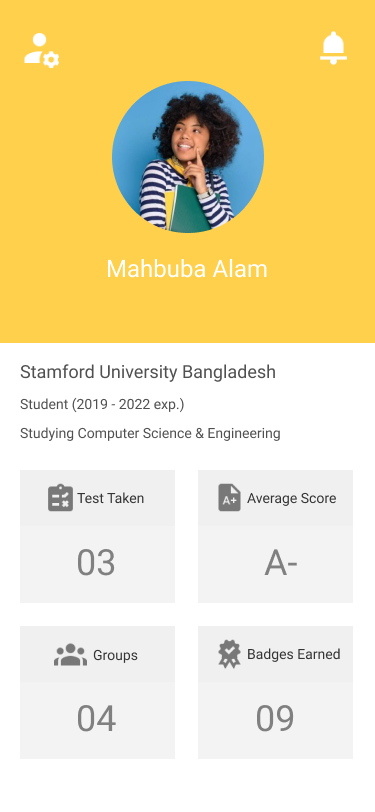 Mahbuba Alam
Stamford University Bangladesh
Student (2019 - 2022 exp.)
Studying Computer Science & Engineering
Test Taken
03
A+ Average Score
A-
Groups
04
Badges Earned
09